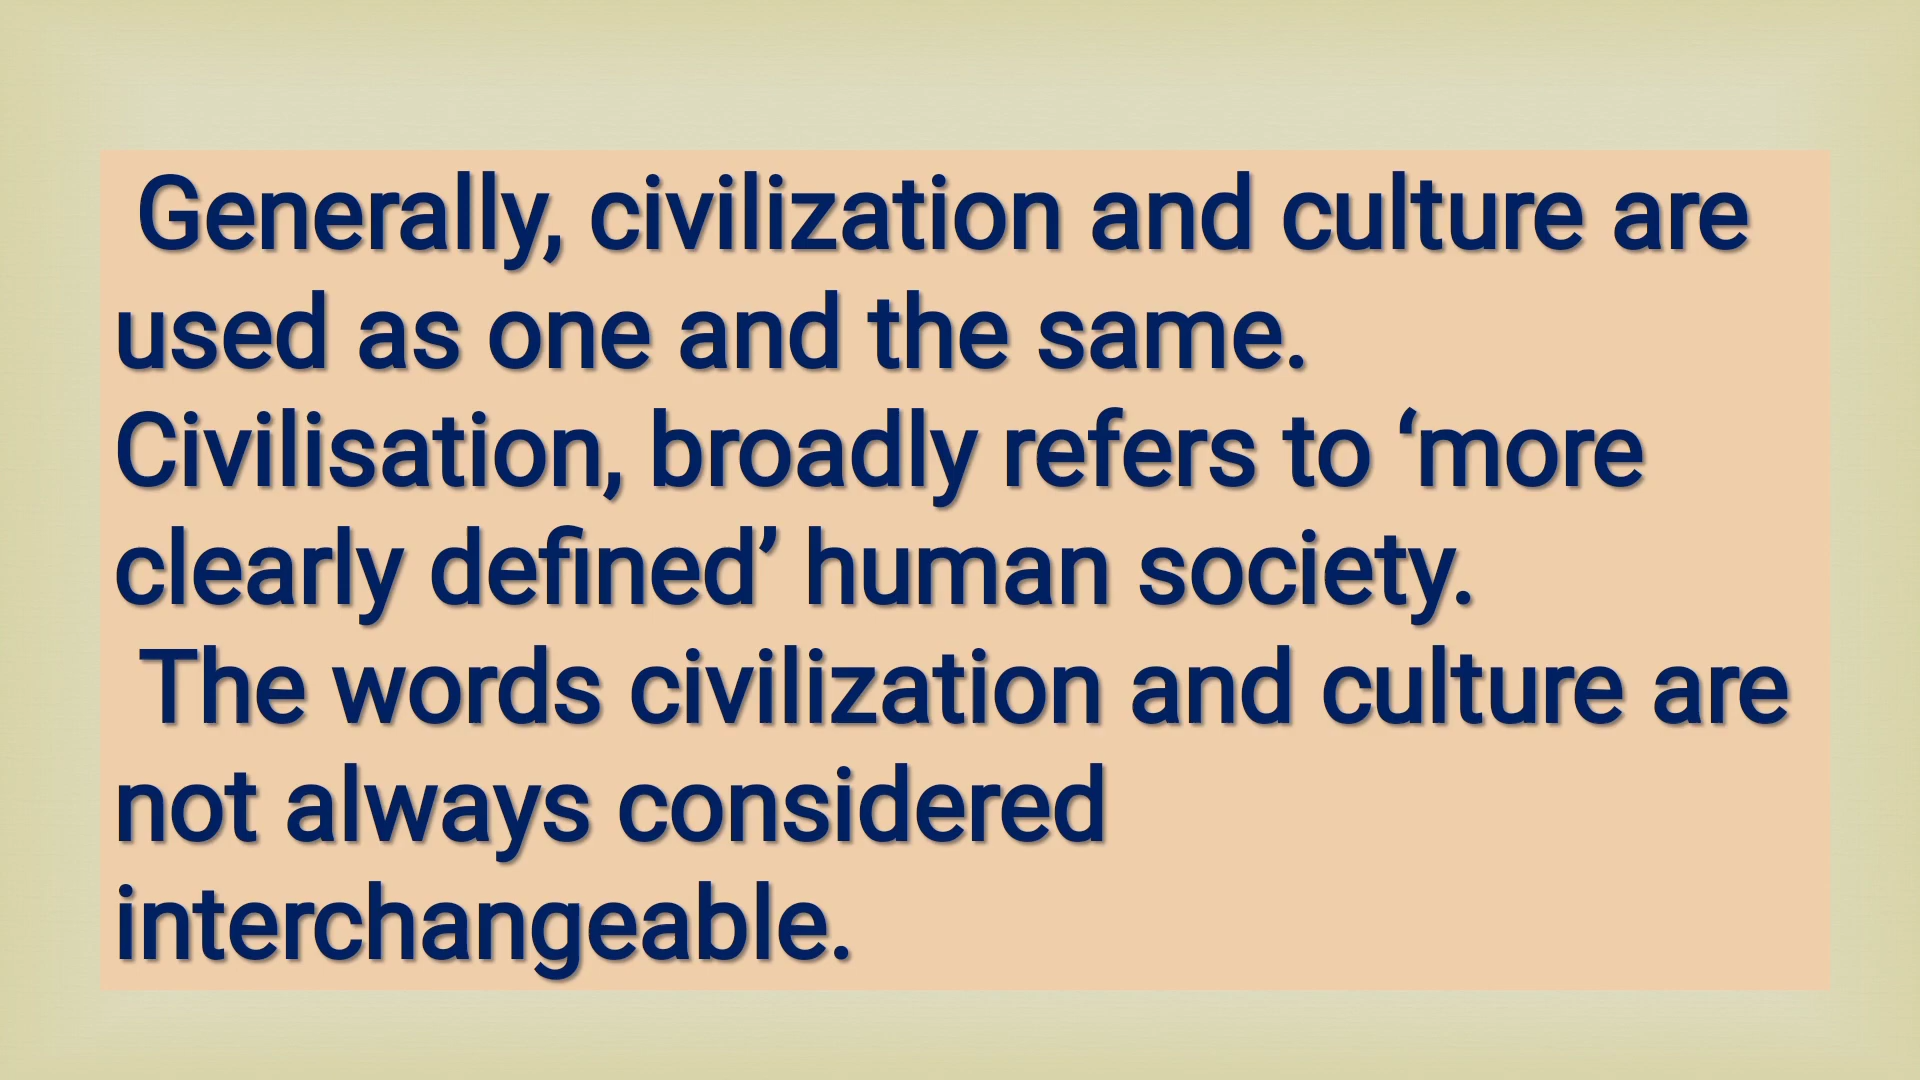 Generally, civilization and culture are
used as one and the same.
Civilisation, broadly refers to ‘more
clearly defined’ human society.
The words civilization and culture are
not always considered
interchangeable.